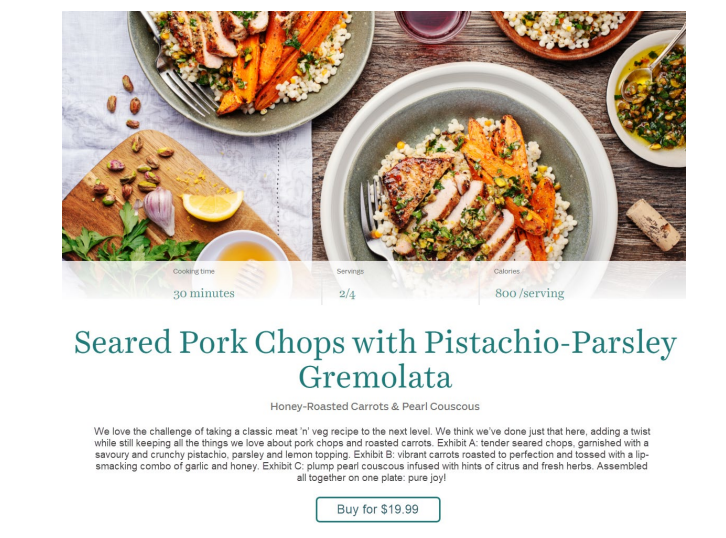 Cooking time
Servings
Calories
30 minutes
2/4
800 /serving
Seared Pork Chops with Pistachio-Parsley
Gremolata
Honey-Roasted Carrots & Pearl Couscous
We love the challenge of taking a classic meat 'n' veg recipe to the next level. We think we've done just that here, adding a twist
while still keeping all the things we love about pork chops and roasted carrots. Exhibit A: tender seared chops, garnished with a
savoury and crunchy pistachio, parsley and lemon topping. Exhibit B: vibrant carrots roasted to perfection and tossed with a lip-
smacking combo of garlic and honey. Exhibit C: plump pearl couscous infused with hints of citrus and fresh herbs. Assembled
all together on one plate: pure joy!
Buy for $19.99